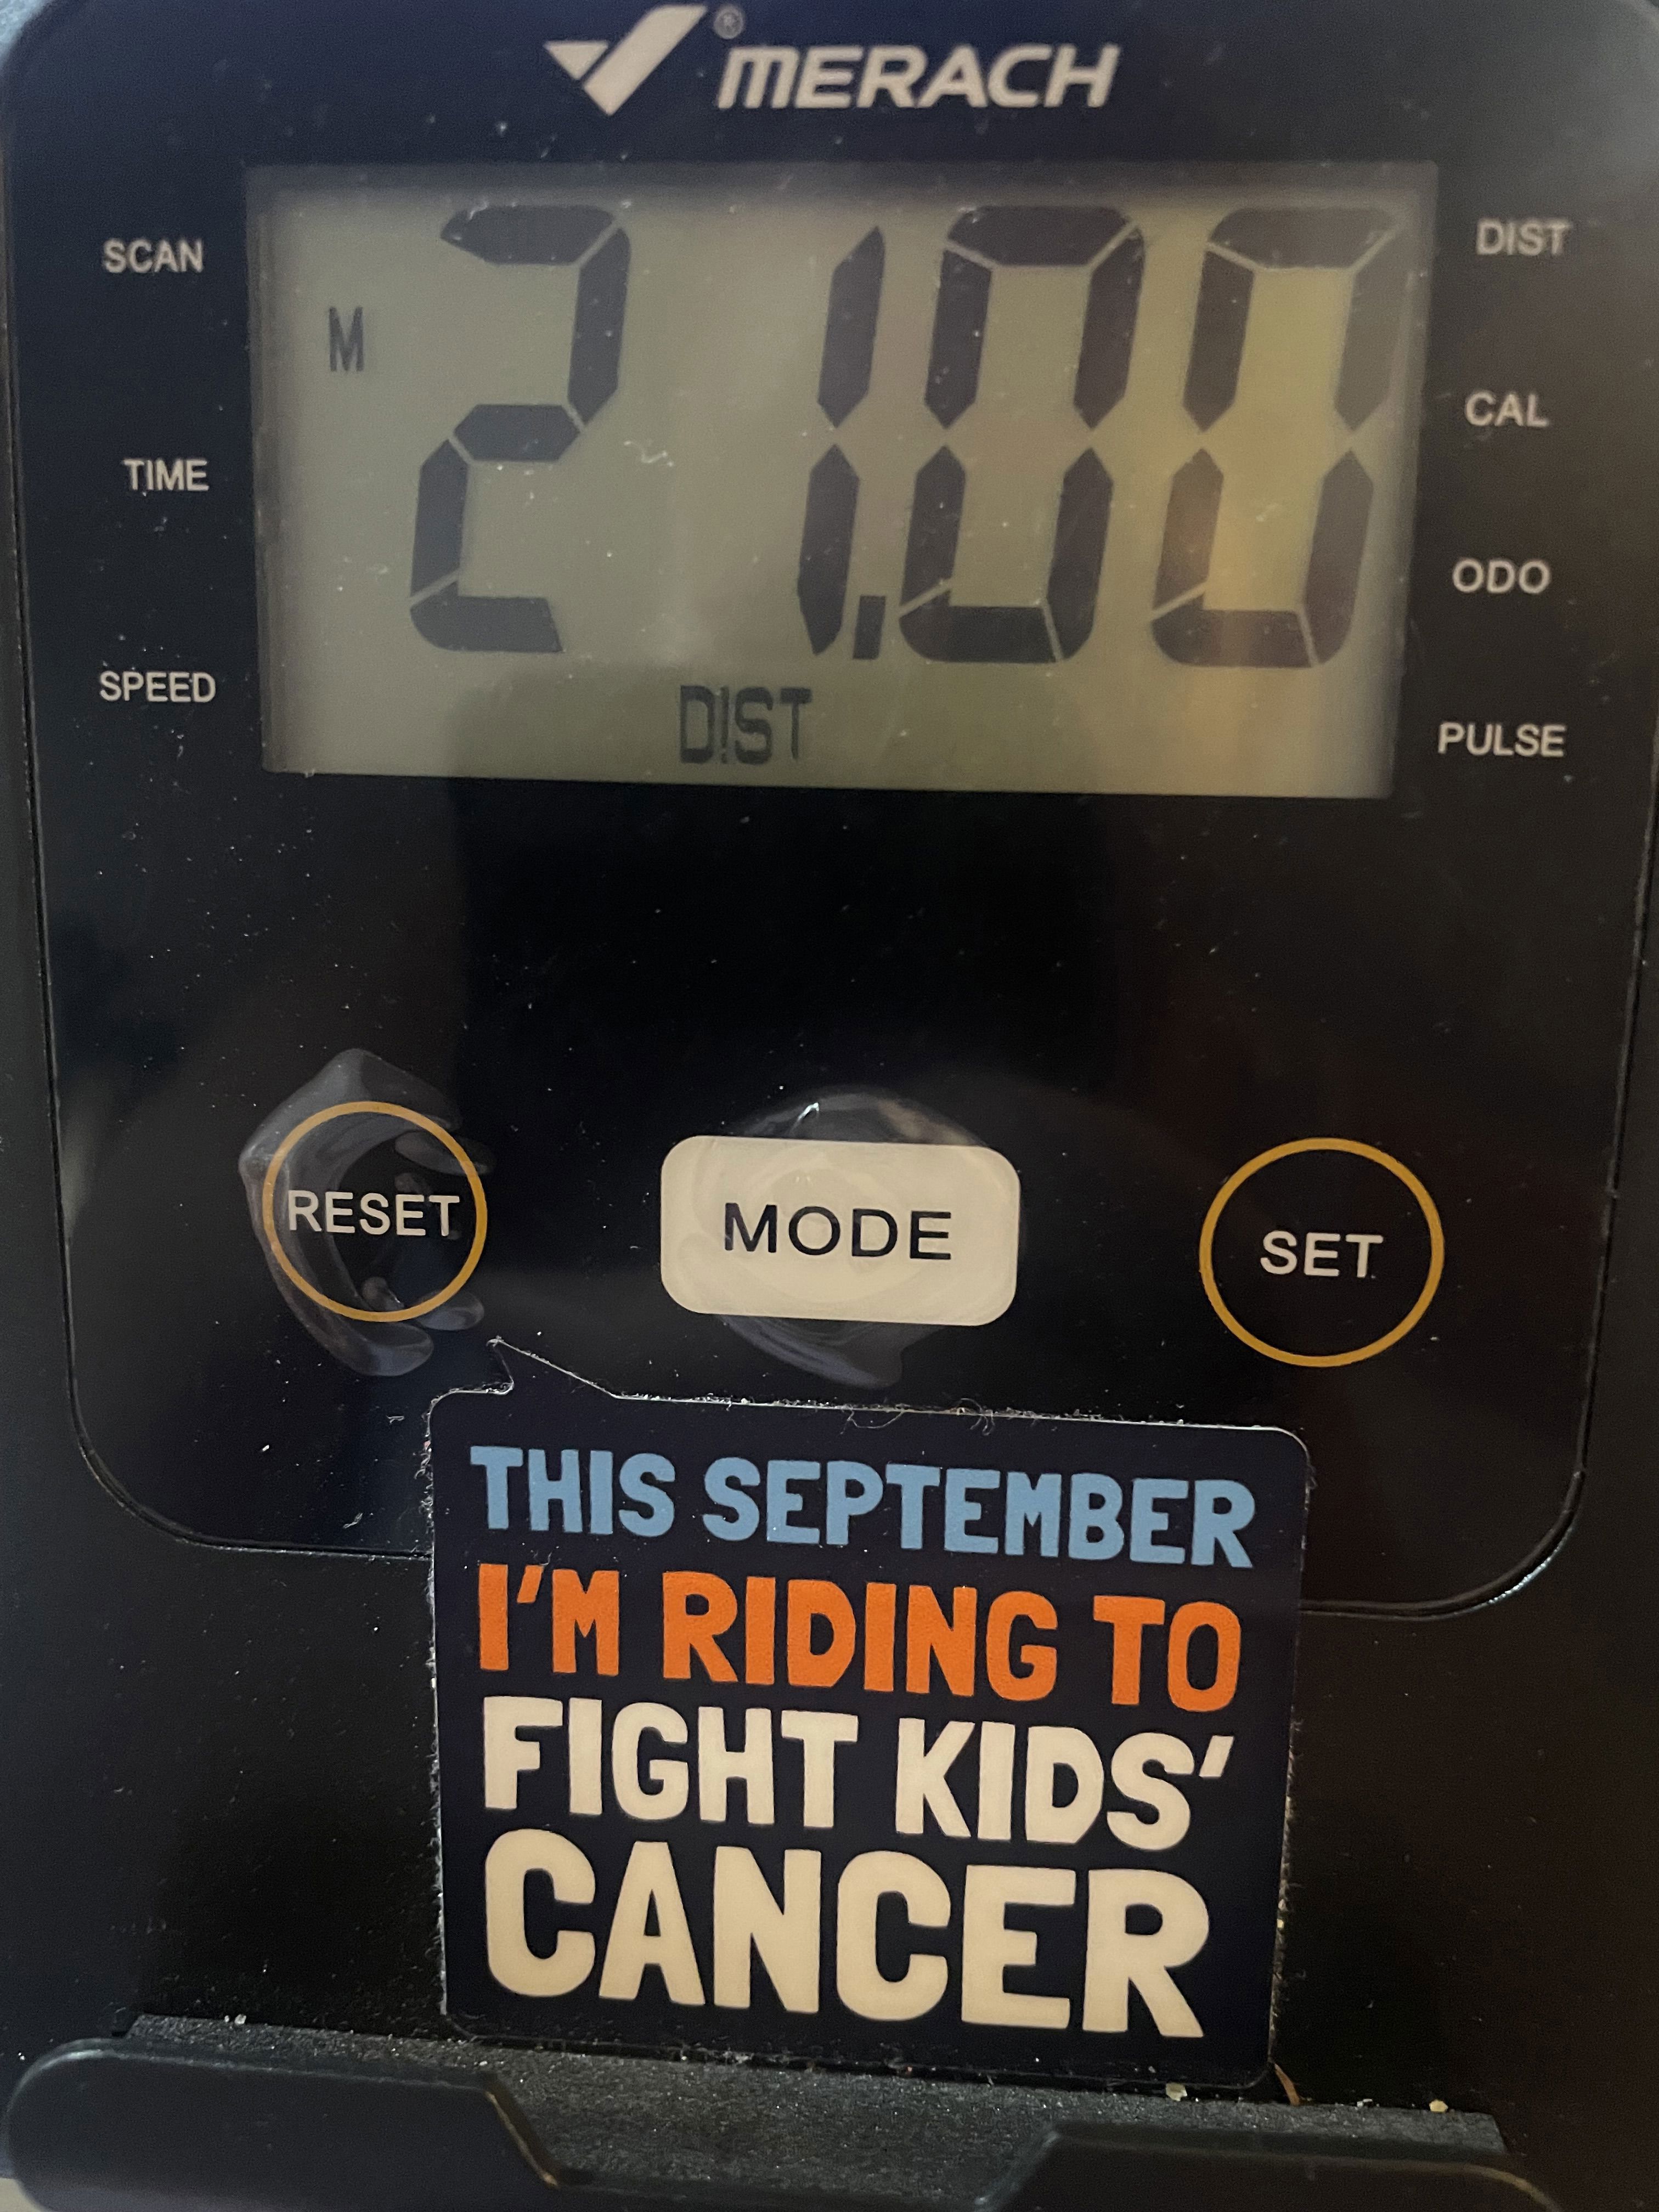 ® MERACH
SCAN
TIME
SPEED
M
21.00
DIST
DIST
CAL
ODO
PULSE
RESET
MODE
SET
THIS SEPTEMBER
I'M RIDING TO
FIGHT KIDS'
CANCER